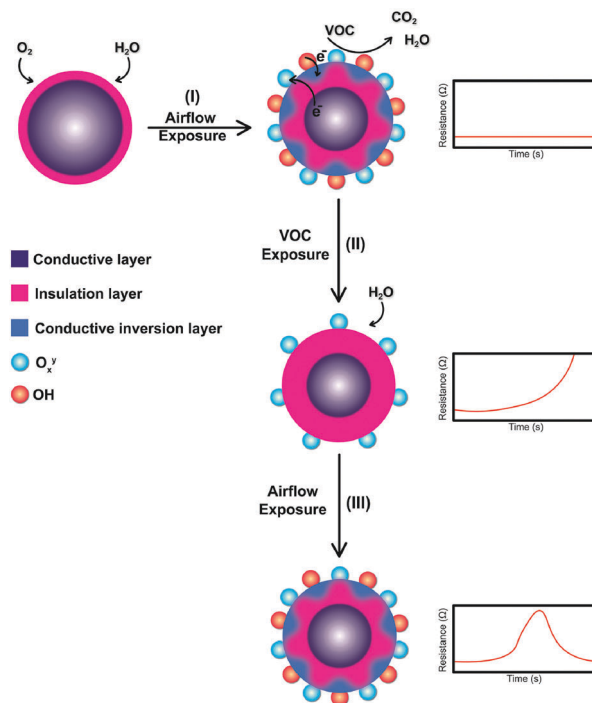 O₂
H₂O
(I)
Airflow
Exposure
VOC
CO₂
H₂O
e⁻
e⁻
Resistance (Ω)
Time (s)
VOC
Exposure
(II)
Conductive layer
Insulation layer
Conductive inversion layer
Oₓʸ
OH
H₂O
Resistance (Ω)
Time (s)
Airflow
Exposure
(III)
Resistance (Ω)
Time (s)